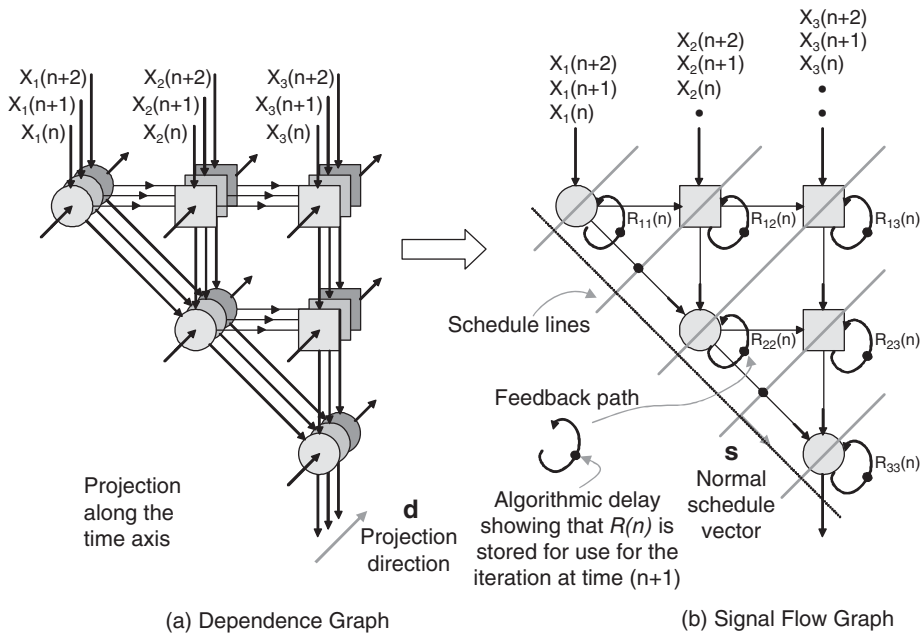 X1(n+2)
X1(n+1)
X1(n)
X2(n+2)
X2(n+1)
X2(n)
X3(n+2)
X3(n+1)
X3(n)
Projection
along the
time axis
d
Projection
direction
(a) Dependence Graph
X1(n+2)
X1(n+1)
X1(n)
X2(n+2)
X2(n+1)
X2(n)
X3(n+2)
X3(n+1)
X3(n)
R11(n)
R12(n)
R13(n)
Schedule lines
R22(n)
R23(n)
Feedback path
R33(n)
s
Normal
schedule
vector
Algorithmic delay
showing that R(n) is
stored for use for the
iteration at time (n+1)
(b) Signal Flow Graph